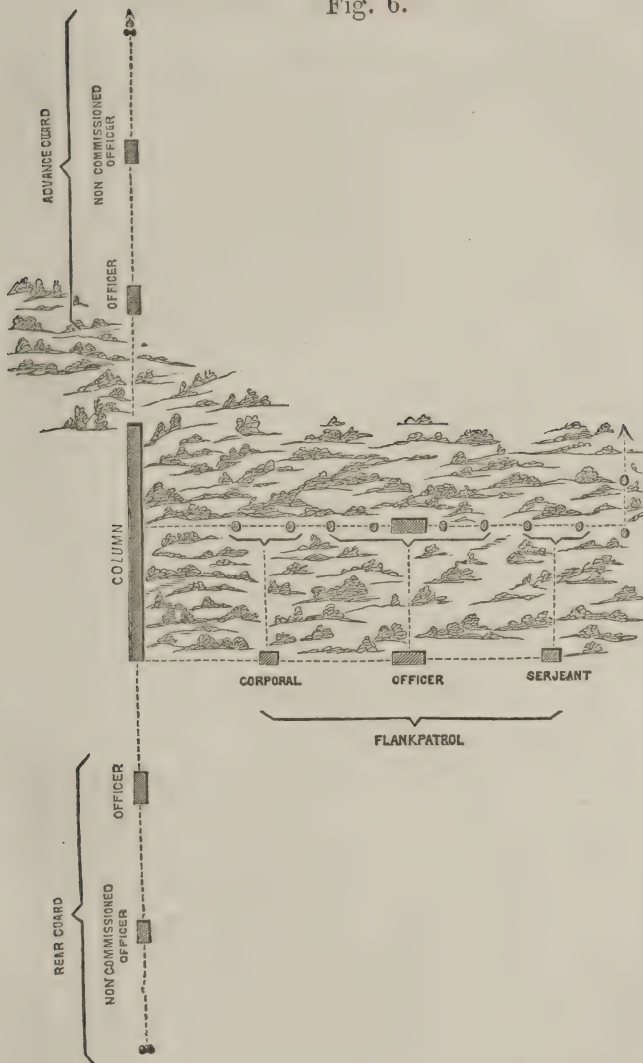 Fig. 6.
ADVANCE GUARD
NON COMMISSIONED
OFFICER
OFFICER
COLUMN
CORPORAL
OFFICER
SERJEANT
FLANKPATROL
OFFICER
NON COMMISSIONED
OFFICER
REAR GUARD